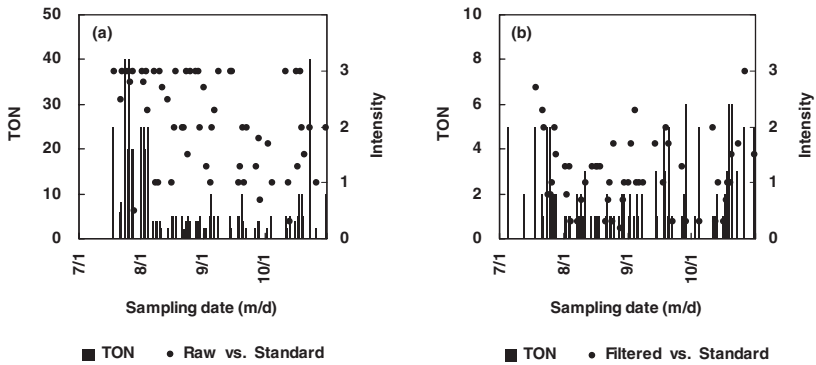 (a)
50
40
30
20
10
0
TON
3
2
1
0
Intensity
7/1
8/1
9/1
10/1
Sampling date (m/d)
TON
Raw vs. Standard
(b)
10
8
6
4
2
0
TON
3
2
1
0
Intensity
7/1
8/1
9/1
10/1
Sampling date (m/d)
TON
Filtered vs. Standard